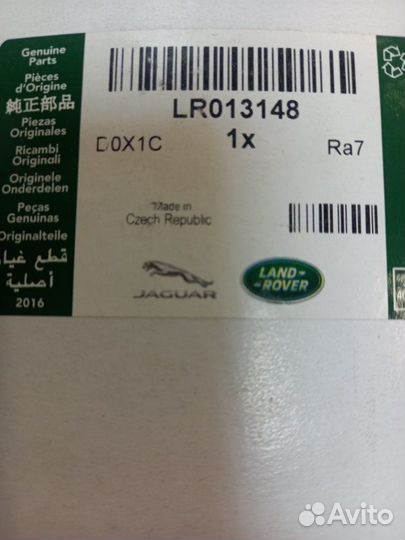 Genuine
Parts
Pièces
d'Origine
純正部品
Piezas
Originales
Ricambi
Originali
Originele
Onderdelen
Peças
Genuinas
Originalteile
قطع غيار
أصلية
2016
LR013148
D0X1C
1x
Ra7
Made in
Czech Republic
JAGUAR
LAND-
-ROVER
Avito